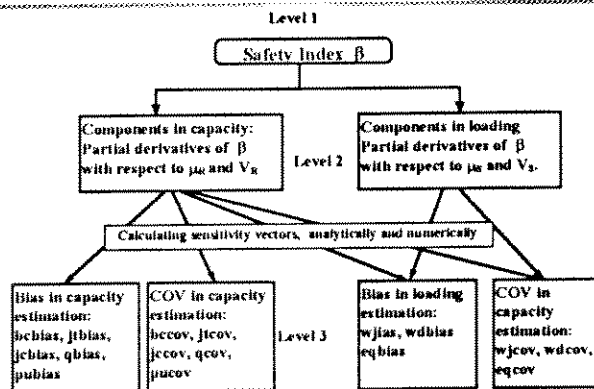 Level 1
Safety Index β
Components in capacity:
Partial derivatives of β
with respect to μR and VR
Level 2
Components in loading
Partial derivatives of β
with respect to μR and VS.
Calculating sensitivity vectors, analytically and numerically
Bias in capacity
estimation:
bcbias, jtbias,
jcbias, qbias,
pubias
COV in capacity
estimation:
bccov, jtcov,
jccov, qcov,
pucov
Level 3
Bias in loading
estimation:
wjias, wdbias
eqbias
COV in
capacity
estimation:
wjcov, wdcov,
eqcov